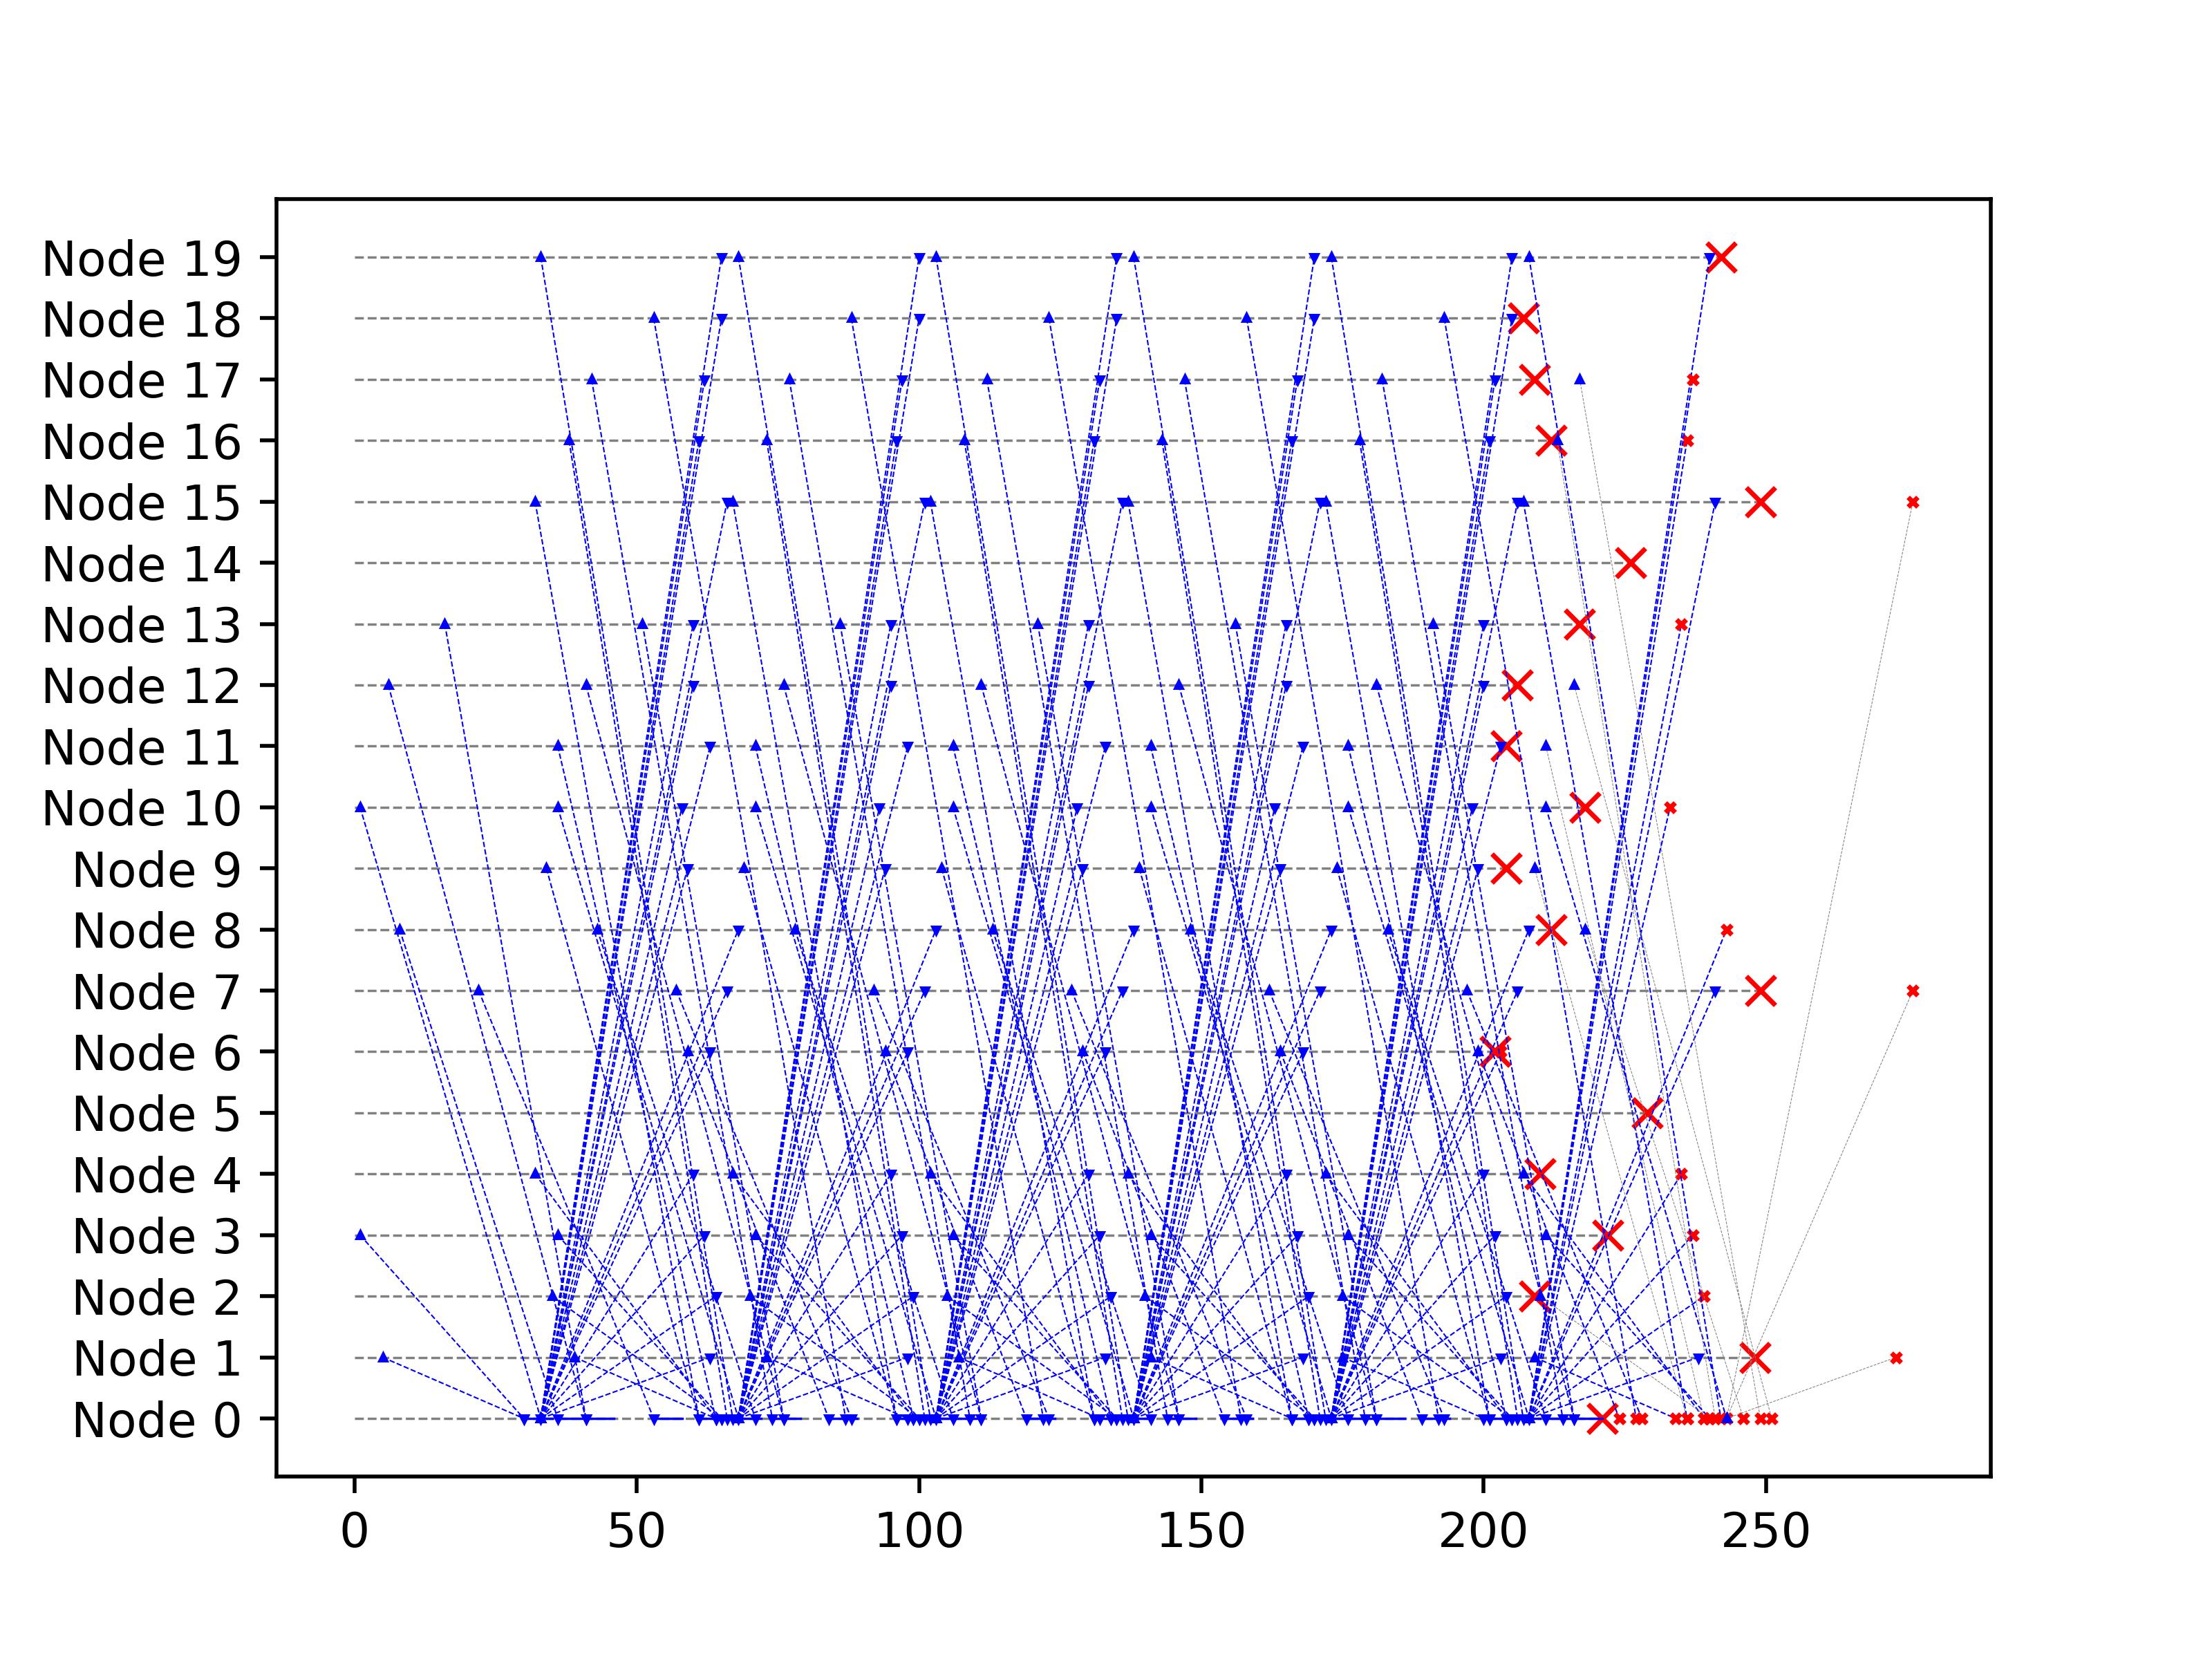 Node 19
Node 18
Node 17
Node 16
Node 15
Node 14
Node 13
Node 12
Node 11
Node 10
Node 9
Node 8
Node 7
Node 6
Node 5
Node 4
Node 3
Node 2
Node 1
Node 0
0 50 100 150 200 250